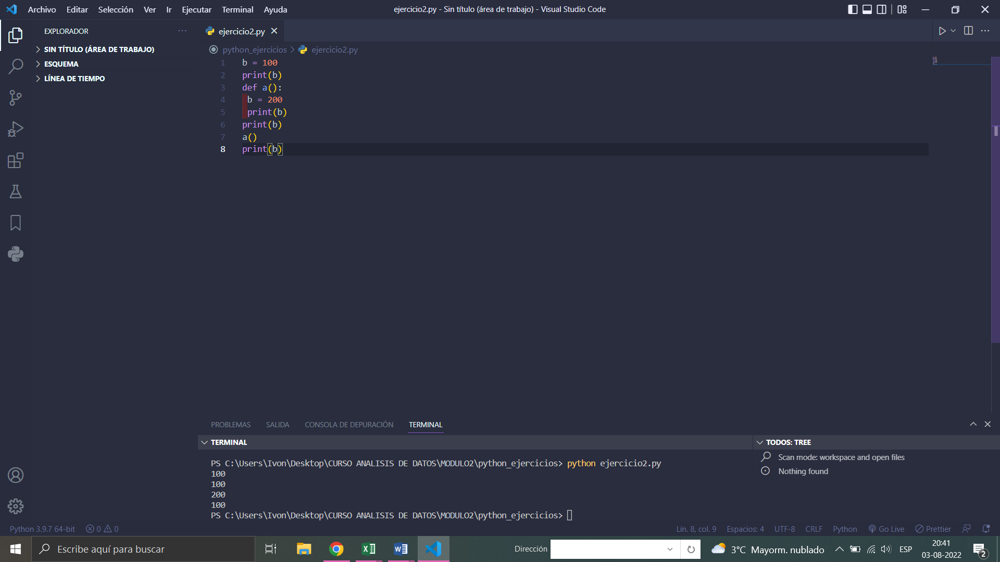 Archivo Editar Selección Ver Ir Ejecutar Terminal Ayuda
ejercicio2.py - Sin título (área de trabajo) - Visual Studio Code
EXPLORADOR
SIN TÍTULO (ÁREA DE TRABAJO)
ESQUEMA
LÍNEA DE TIEMPO
ejercicio2.py
python_ejercicios > ejercicio2.py
1 b = 100
2 print(b)
3 def a():
4 b = 200
5 print(b)
6 print(b)
7 a()
8 print(b)
PROBLEMAS SALIDA CONSOLA DE DEPURACIÓN TERMINAL
TERMINAL
PS C:\Users\Ivon\Desktop\CURSO ANALISIS DE DATOS\MODULO2\python_ejercicios> python ejercicio2.py
100
100
200
100
PS C:\Users\Ivon\Desktop\CURSO ANALISIS DE DATOS\MODULO2\python_ejercicios>
TODOS: TREE
Scan mode: workspace and open files
Nothing found
Python 3.9.7 64-bit 0 0
Lín. 8, col. 9 Espacios: 4 UTF-8 CRLF Python Go Live Prettier
Escribe aquí para buscar
Dirección
3°C Mayorm. nublado
ESP
20:41
03-08-2022
2